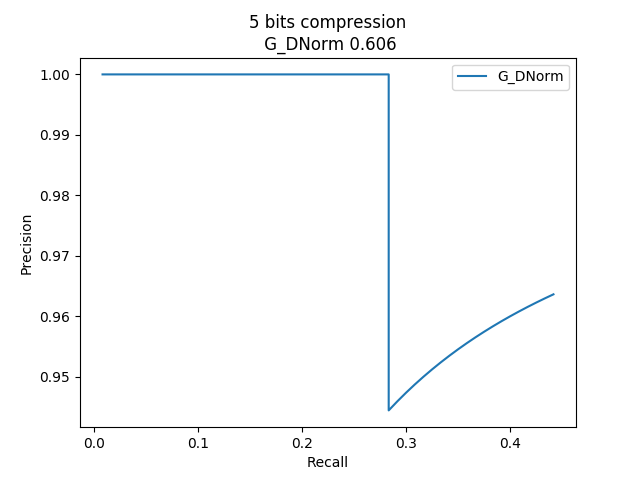 5 bits compression
G_DNorm 0.606
G_DNorm
1.00
0.99
0.98
0.97
0.96
0.95
Precision
0.0 0.1 0.2 0.3 0.4
Recall